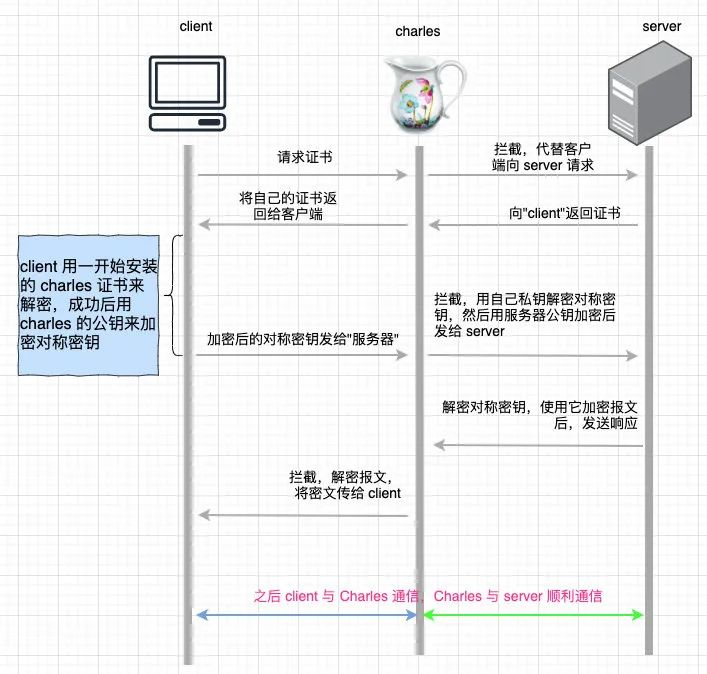 client
charles
server
请求证书
拦截，代替客户
端向 server 请求
将自己的证书返
回给客户端
向"client"返回证书
client 用一开始安装
的 charles 证书来
解密，成功后用
charles 的公钥来加
密对称密钥
拦截，用自己私钥解密对称密
钥，然后用服务器公钥加密后
发给 server
加密后的对称密钥发给"服务器"
解密对称密钥，使用它加密报文
后，发送响应
拦截，解密报文，
将密文传给 client
之后 client 与 Charles 通信，Charles 与 server 顺利通信